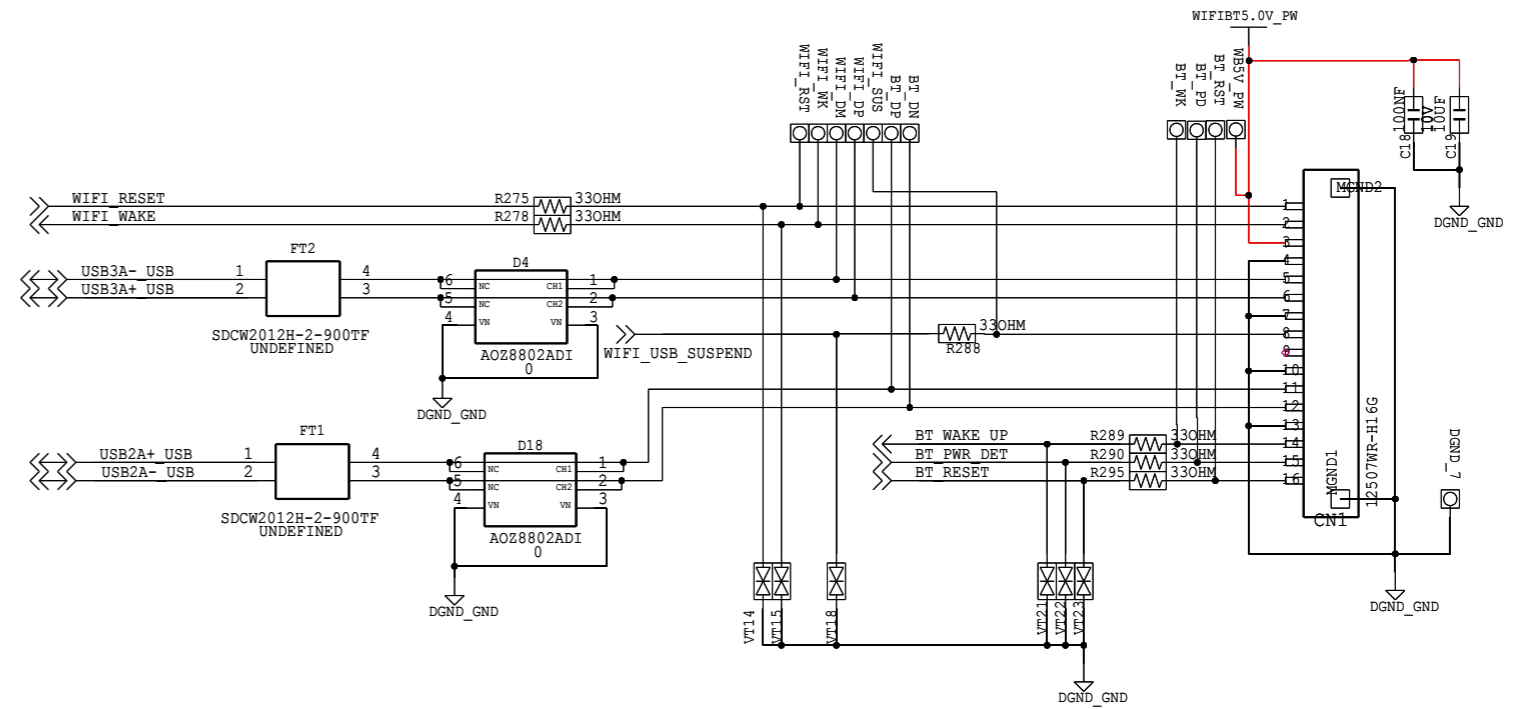 WIFIBT5.0V_PW
WIFI_RST
WIFI_WK
WIFI_DM
WIFI_DP
WIFI_SUS
BT_DP
BT_DN
BT_WK
BT_PD
BT_RST
WB5V_PW
100NF
10V
10UF
C18
C19
DGND_GND
WIFI_RESET
R275
33OHM
WIFI_WAKE
R278
33OHM
MGND2
1
2
3
4
5
6
7
8
9
10
11
12
13
14
15
16
MGND1
12507WR-H16G
CN1
FT2
USB3A-_USB
1
4
USB3A+_USB
2
3
SDCW2012H-2-900TF
UNDEFINED
D4
6
NC
CH1
1
5
NC
CH2
2
4
VN
VN
3
AOZ8802ADI
0
DGND_GND
WIFI_USB_SUSPEND
33OHM
R288
FT1
USB2A+_USB
1
4
USB2A-_USB
2
3
SDCW2012H-2-900TF
UNDEFINED
D18
6
NC
CH1
1
5
NC
CH2
2
4
VN
VN
3
AOZ8802ADI
0
DGND_GND
BT_WAKE_UP
R289
33OHM
BT_PWR_DET
R290
33OHM
BT_RESET
R295
33OHM
DGND_7
DGND_GND
VT14
VT15
VT18
VT21
VT22
VT23
DGND_GND